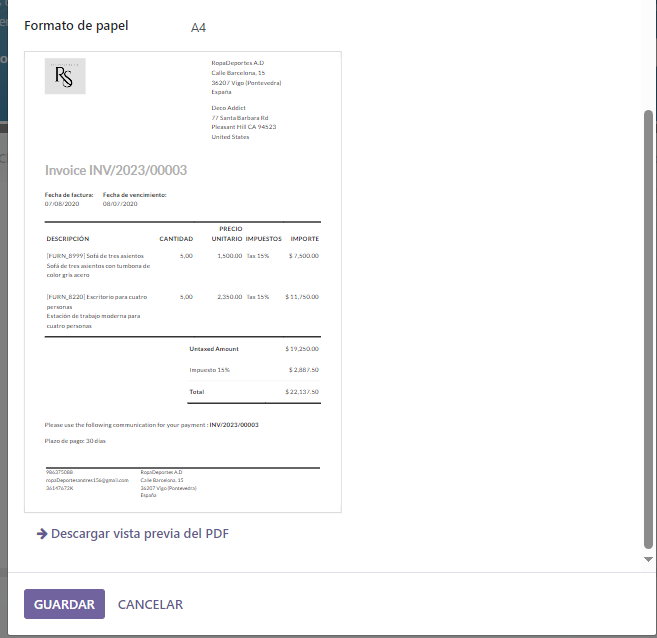 Formato de papel
A4
RS
RopaDeportes A.D
Calle Barcelona, 15
36207 Vigo (Pontevedra)
España
Deco Addict
77 Santa Barbara Rd
Pleasant Hill CA 94523
United States
Invoice INV/2023/00003
Fecha de factura: Fecha de vencimiento:
07/08/2020 08/07/2020
PRECIO
DESCRIPCIÓN CANTIDAD UNITARIO IMPUESTOS IMPORTE
[FURN_8999] Sofá de tres asientos 5,00 1,500.00 Tax 15% $ 7,500.00
Sofá de tres asientos con tumbona de
color gris acero
[FURN_8220] Escritorio para cuatro 5,00 2,350.00 Tax 15% $ 11,750.00
personas
Estación de trabajo moderna para
cuatro personas
Untaxed Amount $ 19,250.00
Impuesto 15% $ 2,887.50
Total $ 22,137.50
Please use the following communication for your payment : INV/2023/00003
Plazo de pago: 30 días
986375088 RopaDeportes A.D
ropaDeportesandres156@gmail.com Calle Barcelona, 15
36147672K 36207 Vigo (Pontevedra)
España
Descargar vista previa del PDF
GUARDAR CANCELAR